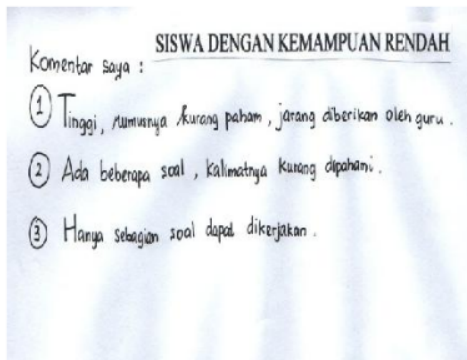 SISWA DENGAN KEMAMPUAN RENDAH
Komentar saya :
1 Tinggi, rumusnya kurang paham, jarang diberikan oleh guru.
2 Ada beberapa soal, kalimatnya kurang dipahami.
3 Hanya sebagian soal dapat dikerjakan.